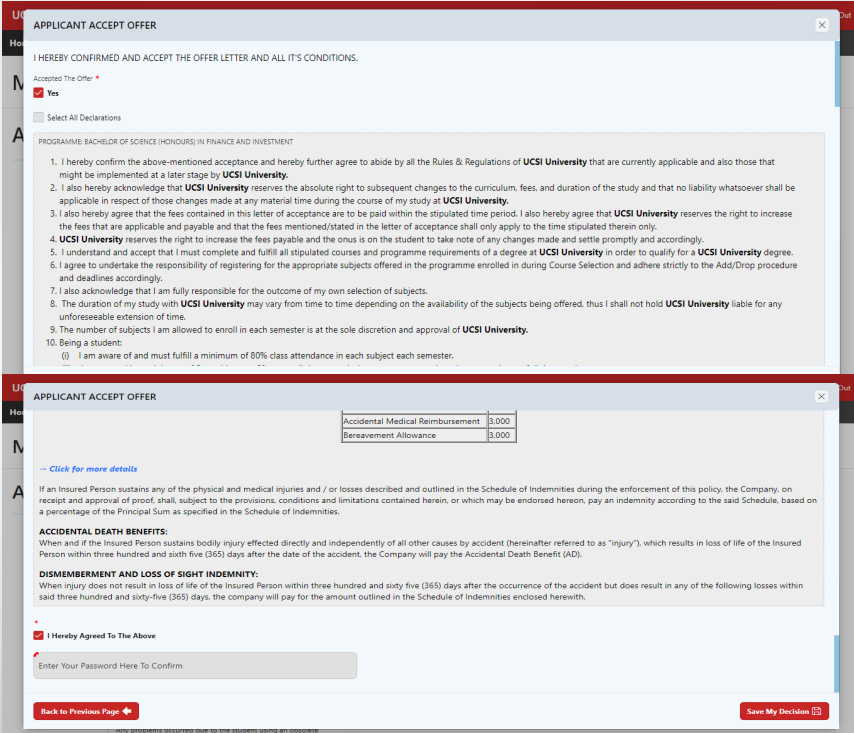 UC
Out
APPLICANT ACCEPT OFFER
Ho
M
I HEREBY CONFIRMED AND ACCEPT THE OFFER LETTER AND ALL IT'S CONDITIONS.
Accepted The Offer *
Yes
Select All Declarations
A
PROGRAMME: BACHELOR OF SCIENCE (HONOURS) IN FINANCE AND INVESTMENT
1. I hereby confirm the above-mentioned acceptance and hereby further agree to abide by all the Rules & Regulations of UCSI University that are currently applicable and also those that
might be implemented at a later stage by UCSI University.
2. I also hereby acknowledge that UCSI University reserves the absolute right to subsequent changes to the curriculum, fees, and duration of the study and that no liability whatsoever shall be
applicable in respect of those changes made at any material time during the course of my study at UCSI University.
3. I also hereby agree that the fees contained in this letter of acceptance are to be paid within the stipulated time period. I also hereby agree that UCSI University reserves the right to increase
the fees that are applicable and payable and that the fees mentioned/stated in the letter of acceptance shall only apply to the time stipulated therein only.
4. UCSI University reserves the right to increase the fees payable and the onus is on the student to take note of any changes made and settle promptly and accordingly.
5. I understand and accept that I must complete and fulfill all stipulated courses and programme requirements of a degree at UCSI University in order to qualify for a UCSI University degree.
6. I agree to undertake the responsibility of registering for the appropriate subjects offered in the programme enrolled in during Course Selection and adhere strictly to the Add/Drop procedure
and deadlines accordingly.
7. I also acknowledge that I am fully responsible for the outcome of my own selection of subjects.
8. The duration of my study with UCSI University may vary from time to time depending on the availability of the subjects being offered, thus I shall not hold UCSI University liable for any
unforeseeable extension of time.
9. The number of subjects I am allowed to enroll in each semester is at the sole discretion and approval of UCSI University.
10. Being a student:
(i) I am aware of and must fulfill a minimum of 80% class attendance in each subject each semester.
UC
Out
APPLICANT ACCEPT OFFER
Ho
Accidental Medical Reimbursement 3,000
Bereavement Allowance 3,000
→ Click for more details
A
If an Insured Person sustains any of the physical and medical injuries and / or losses described and outlined in the Schedule of Indemnities during the enforcement of this policy, the Company, on
receipt and approval of proof, shall, subject to the provisions, conditions and limitations contained herein, or which may be endorsed hereon, pay an indemnity according to the said Schedule, based on
a percentage of the Principal Sum as specified in the Schedule of Indemnities.
ACCIDENTAL DEATH BENEFITS:
When and if the Insured Person sustains bodily injury effected directly and independently of all other causes by accident (hereinafter referred to as "injury"), which results in loss of life of the Insured
Person within three hundred and sixth five (365) days after the date of the accident, the Company will pay the Accidental Death Benefit (AD).
DISMEMBERMENT AND LOSS OF SIGHT INDEMNITY:
When injury does not result in loss of life of the Insured Person within three hundred and sixty five (365) days after the occurrence of the accident but does result in any of the following losses within
said three hundred and sixty-five (365) days, the company will pay for the amount outlined in the Schedule of Indemnities enclosed herewith.
*
I Hereby Agreed To The Above
Enter Your Password Here To Confirm
Back to Previous Page
Save My Decision
Any problems occurred due to the student using an obsolete